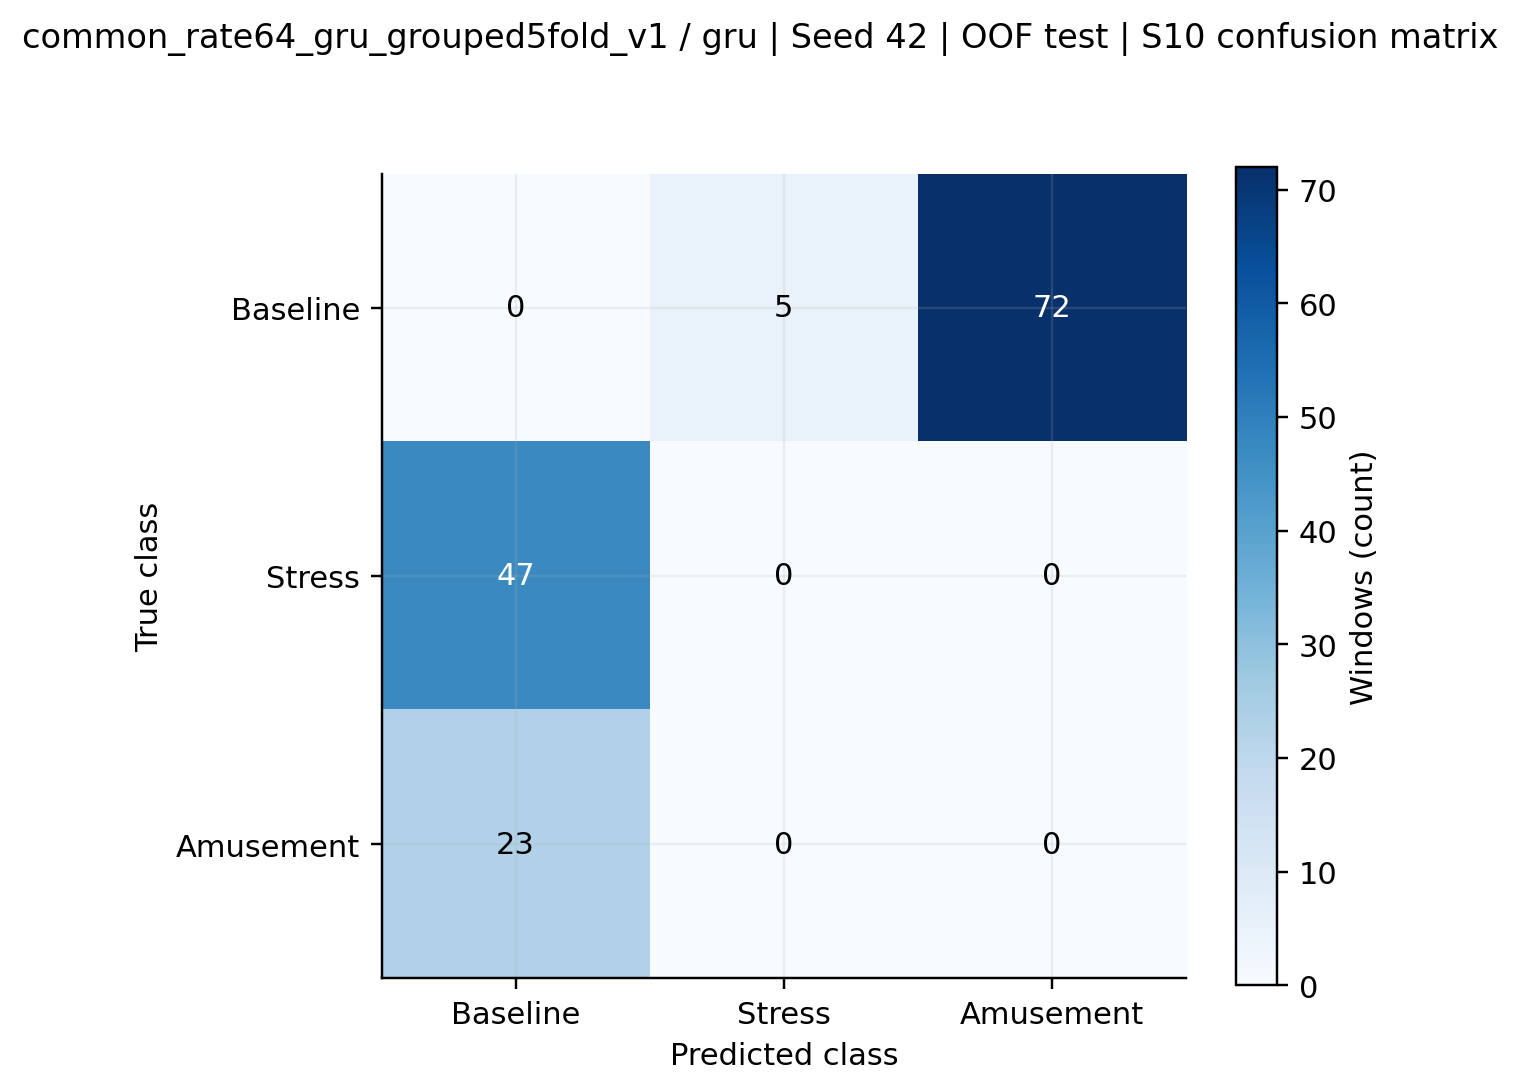 common_rate64_gru_grouped5fold_v1 / gru | Seed 42 | OOF test | S10 confusion matrix
Baseline
0
5
72
Stress
47
0
0
Amusement
23
0
0
True class
Baseline
Stress
Amusement
Predicted class
70
60
50
40
30
20
10
0
Windows (count)